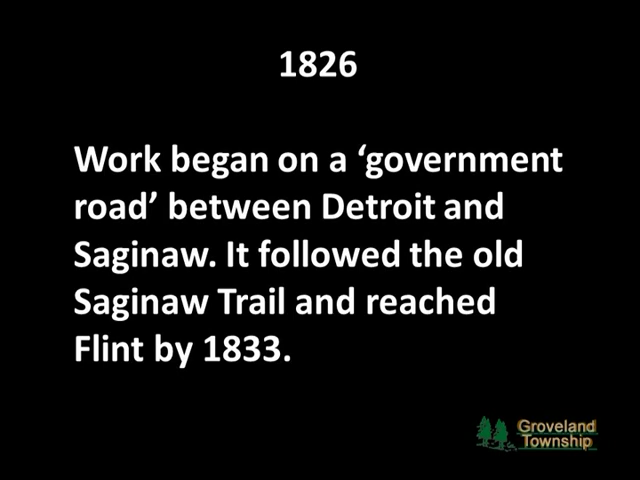 1826
Work began on a ‘government
road’ between Detroit and
Saginaw. It followed the old
Saginaw Trail and reached
Flint by 1833.
Groveland
Township